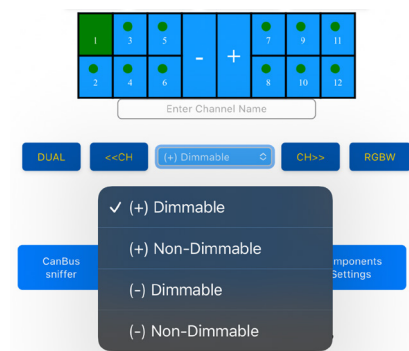 1 3 5 - + 7 9 11
2 4 6 8 10 12
Enter Channel Name
DUAL <<CH (+) Dimmable CH>> RGBW
✓ (+) Dimmable
(+) Non-Dimmable
(-) Dimmable
(-) Non-Dimmable
CanBus
sniffer
mponents
Settings